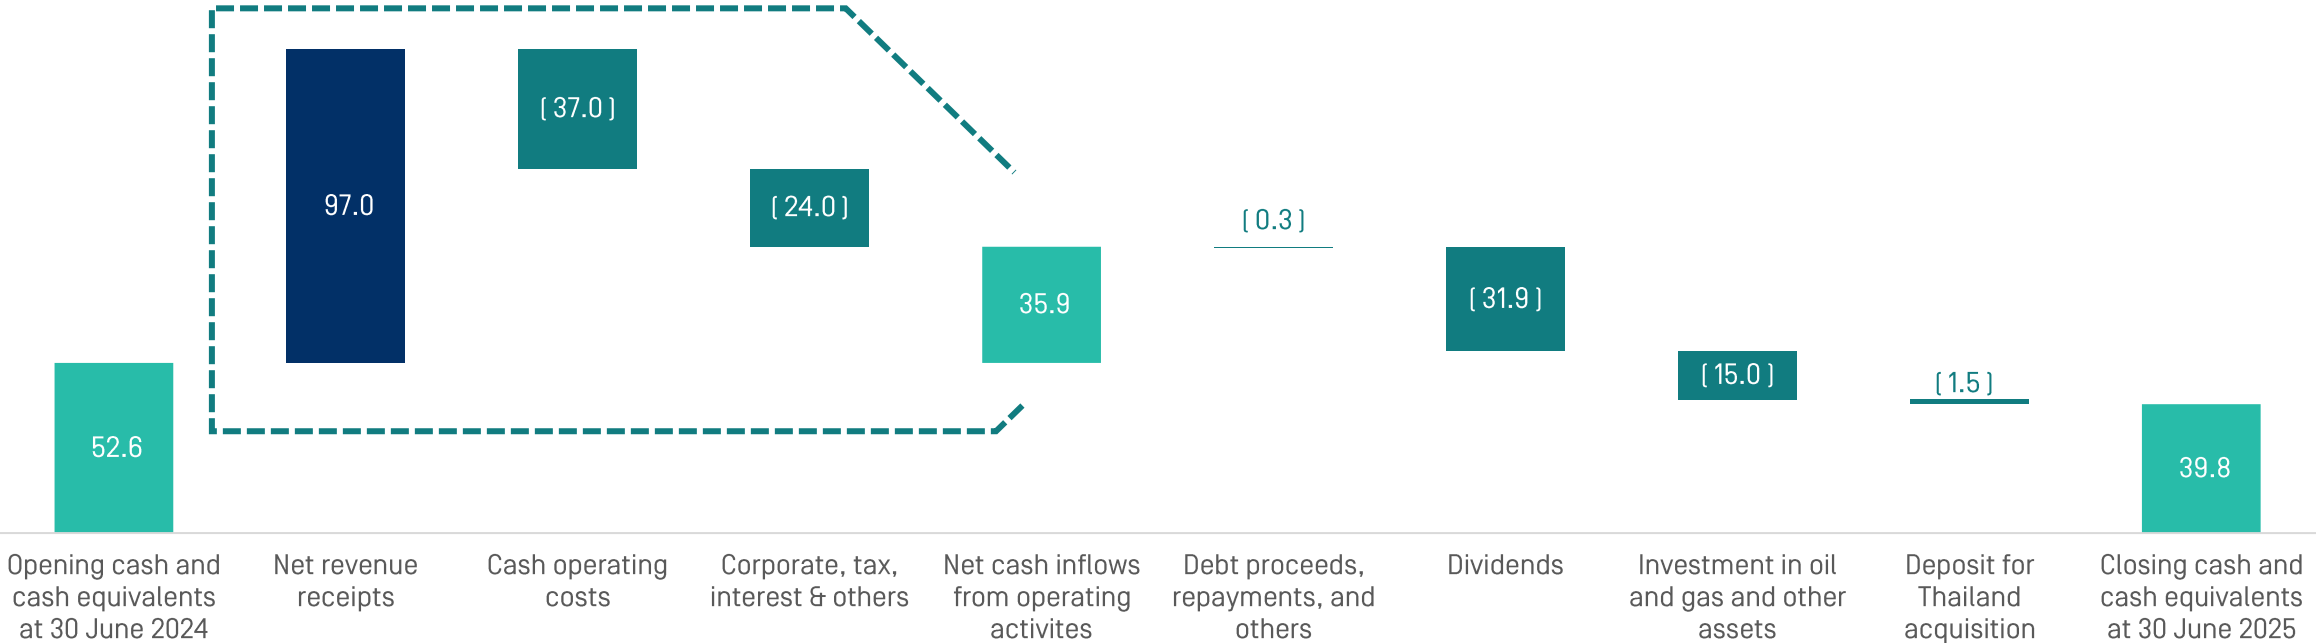 97.0
( 37.0 )
( 24.0 )
( 0.3 )
35.9
( 31.9 )
( 15.0 )
( 1.5 )
52.6
39.8
Opening cash and
cash equivalents
at 30 June 2024
Net revenue
receipts
Cash operating
costs
Corporate, tax,
interest & others
Net cash inflows
from operating
activites
Debt proceeds,
repayments, and
others
Dividends
Investment in oil
and gas and other
assets
Deposit for
Thailand
acquisition
Closing cash and
cash equivalents
at 30 June 2025